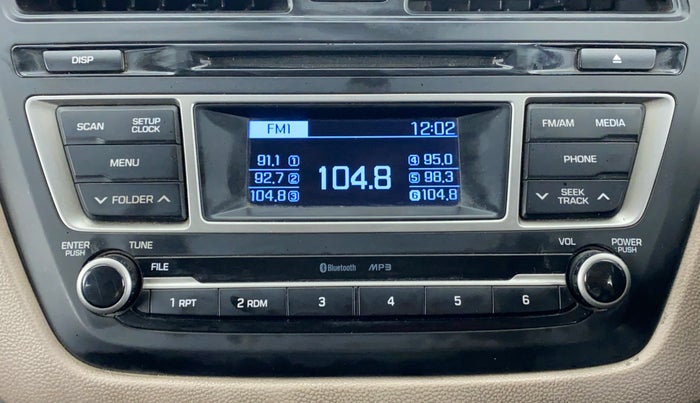 DISP
SCAN
SETUP
CLOCK
MENU
FOLDER
FM1
12:02
91.1 1
92.7 2
104.8 3
104.8
4 95.0
5 98.3
6 104.8
FM/AM
MEDIA
PHONE
SEEK
TRACK
ENTER
PUSH
TUNE
FILE
Bluetooth
MP3
VOL
POWER
PUSH
1 RPT
2 RDM
3
4
5
6